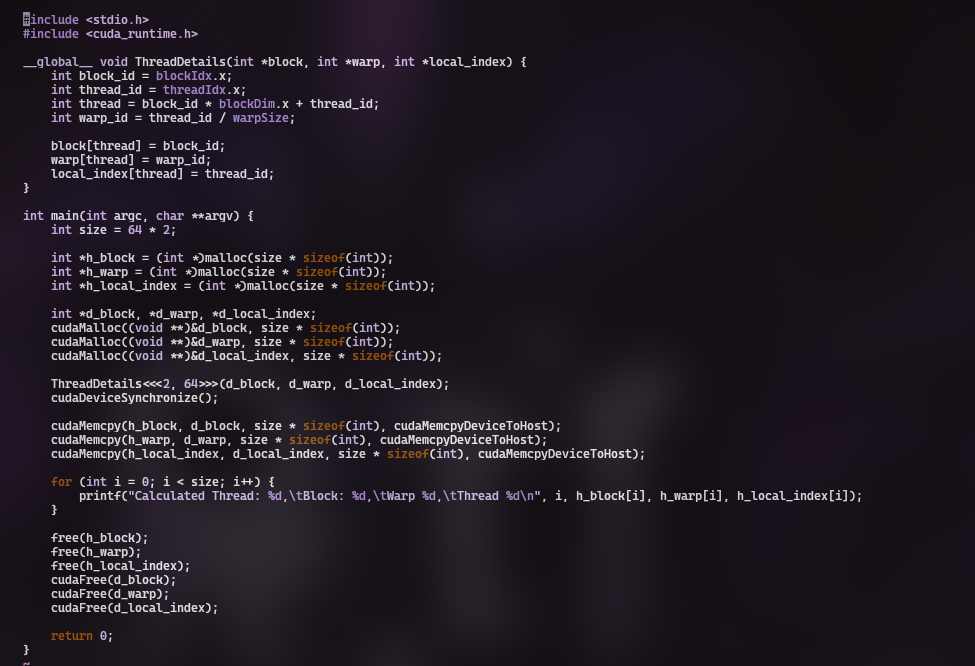 #include <stdio.h>
#include <cuda_runtime.h>

__global__ void ThreadDetails(int *block, int *warp, int *local_index) {
    int block_id = blockIdx.x;
    int thread_id = threadIdx.x;
    int thread = block_id * blockDim.x + thread_id;
    int warp_id = thread_id / warpSize;

    block[thread] = block_id;
    warp[thread] = warp_id;
    local_index[thread] = thread_id;
}

int main(int argc, char **argv) {
    int size = 64 * 2;

    int *h_block = (int *)malloc(size * sizeof(int));
    int *h_warp = (int *)malloc(size * sizeof(int));
    int *h_local_index = (int *)malloc(size * sizeof(int));

    int *d_block, *d_warp, *d_local_index;
    cudaMalloc((void **)&d_block, size * sizeof(int));
    cudaMalloc((void **)&d_warp, size * sizeof(int));
    cudaMalloc((void **)&d_local_index, size * sizeof(int));

    ThreadDetails<<<2, 64>>>(d_block, d_warp, d_local_index);
    cudaDeviceSynchronize();

    cudaMemcpy(h_block, d_block, size * sizeof(int), cudaMemcpyDeviceToHost);
    cudaMemcpy(h_warp, d_warp, size * sizeof(int), cudaMemcpyDeviceToHost);
    cudaMemcpy(h_local_index, d_local_index, size * sizeof(int), cudaMemcpyDeviceToHost);

    for (int i = 0; i < size; i++) {
        printf("Calculated Thread: %d,\tBlock: %d,\tWarp %d,\tThread %d\n", i, h_block[i], h_warp[i], h_local_index[i]);
    }

    free(h_block);
    free(h_warp);
    free(h_local_index);
    cudaFree(d_block);
    cudaFree(d_warp);
    cudaFree(d_local_index);

    return 0;
}
~